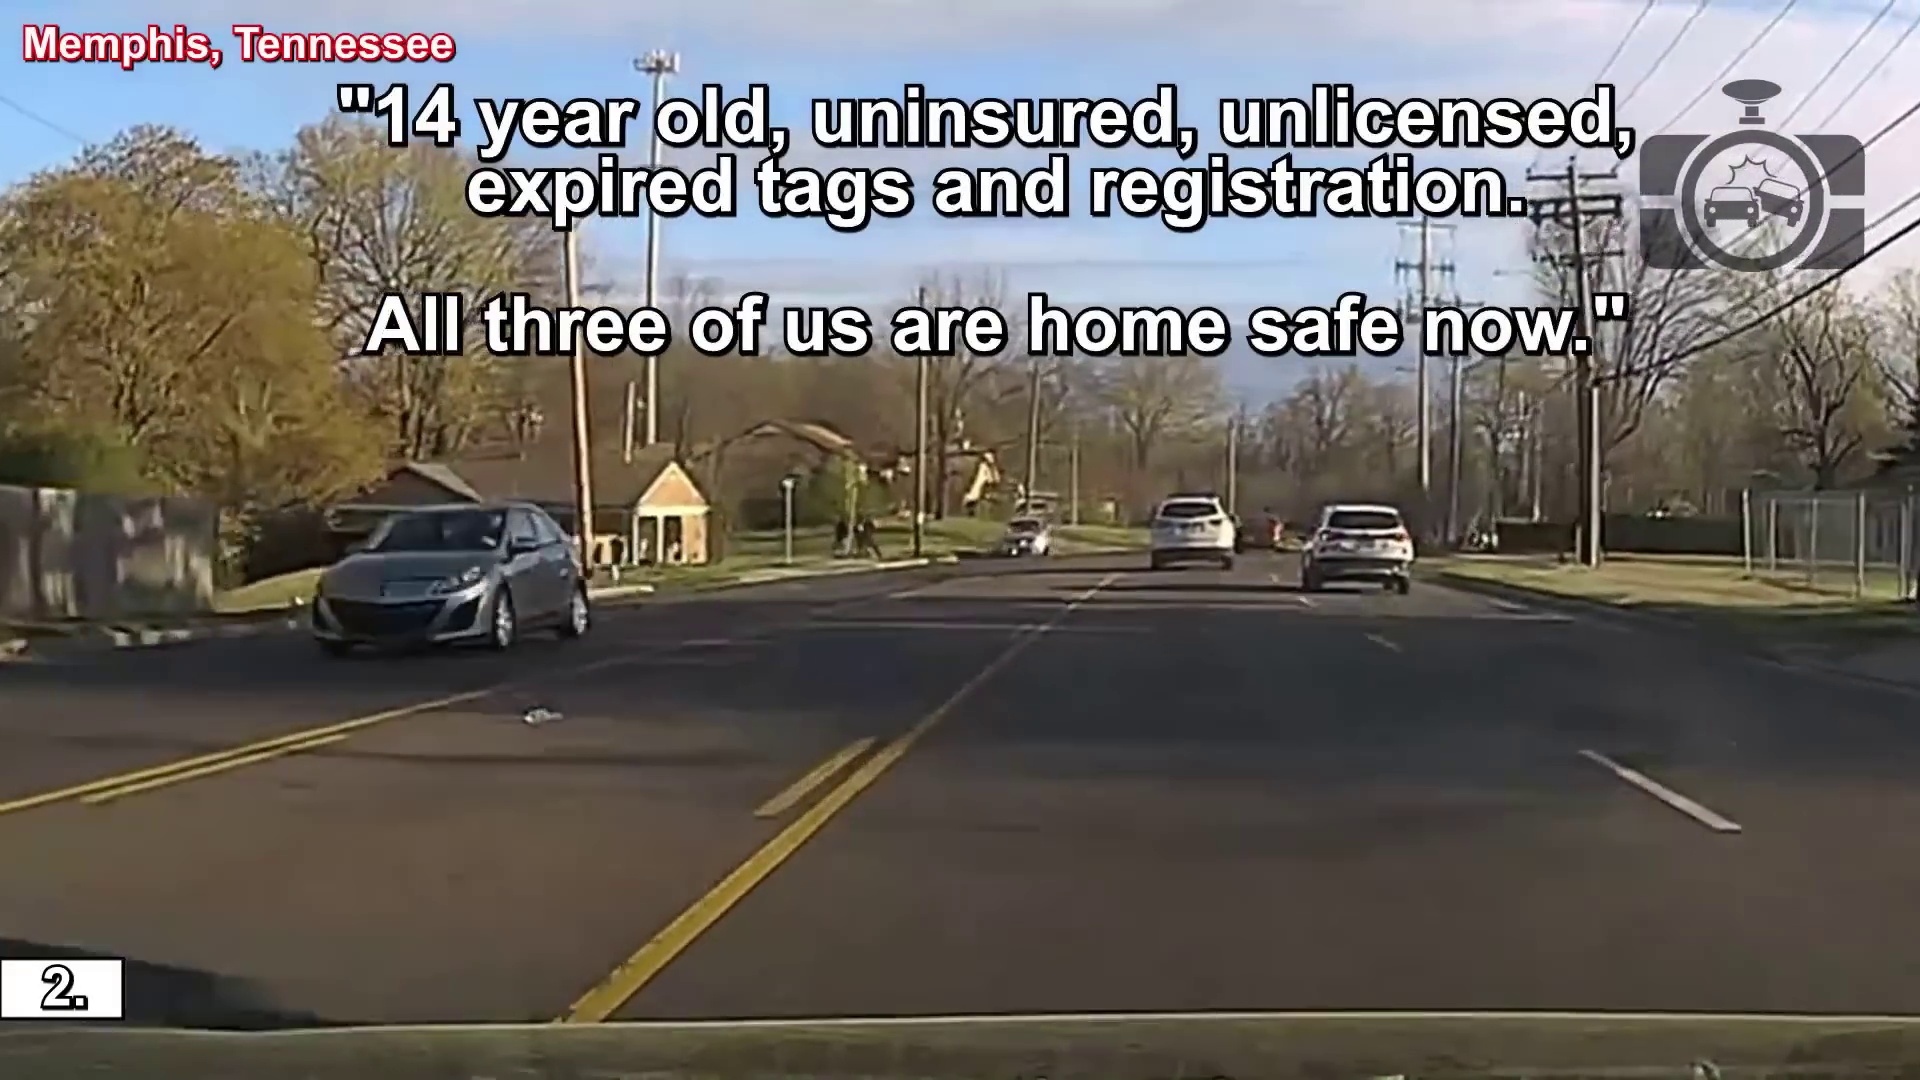 Memphis, Tennessee
"14 year old, uninsured, unlicensed,
expired tags and registration.
All three of us are home safe now."
2.